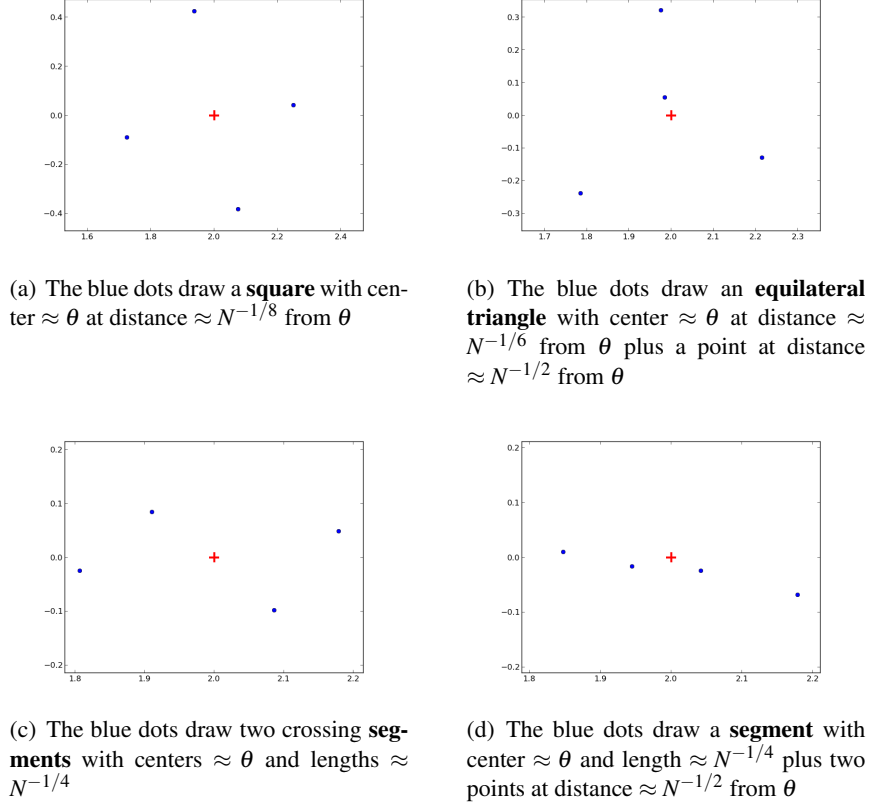 0.4
0.2
0.0
−0.2
−0.4
1.6 1.8 2.0 2.2 2.4
0.3
0.2
0.1
0.0
−0.1
−0.2
−0.3
1.7 1.8 1.9 2.0 2.1 2.2 2.3
(a) The blue dots draw a square with cen-
ter ≈ θ at distance ≈ N^{−1/8} from θ
(b) The blue dots draw an equilateral
triangle with center ≈ θ at distance ≈
N^{−1/6} from θ plus a point at distance
≈ N^{−1/2} from θ
0.2
0.1
0.0
−0.1
−0.2
1.8 1.9 2.0 2.1 2.2
0.2
0.1
0.0
−0.1
−0.2
1.8 1.9 2.0 2.1 2.2
(c) The blue dots draw two crossing seg-
ments with centers ≈ θ and lengths ≈
N^{−1/4}
(d) The blue dots draw a segment with
center ≈ θ and length ≈ N^{−1/4} plus two
points at distance ≈ N^{−1/2} from θ